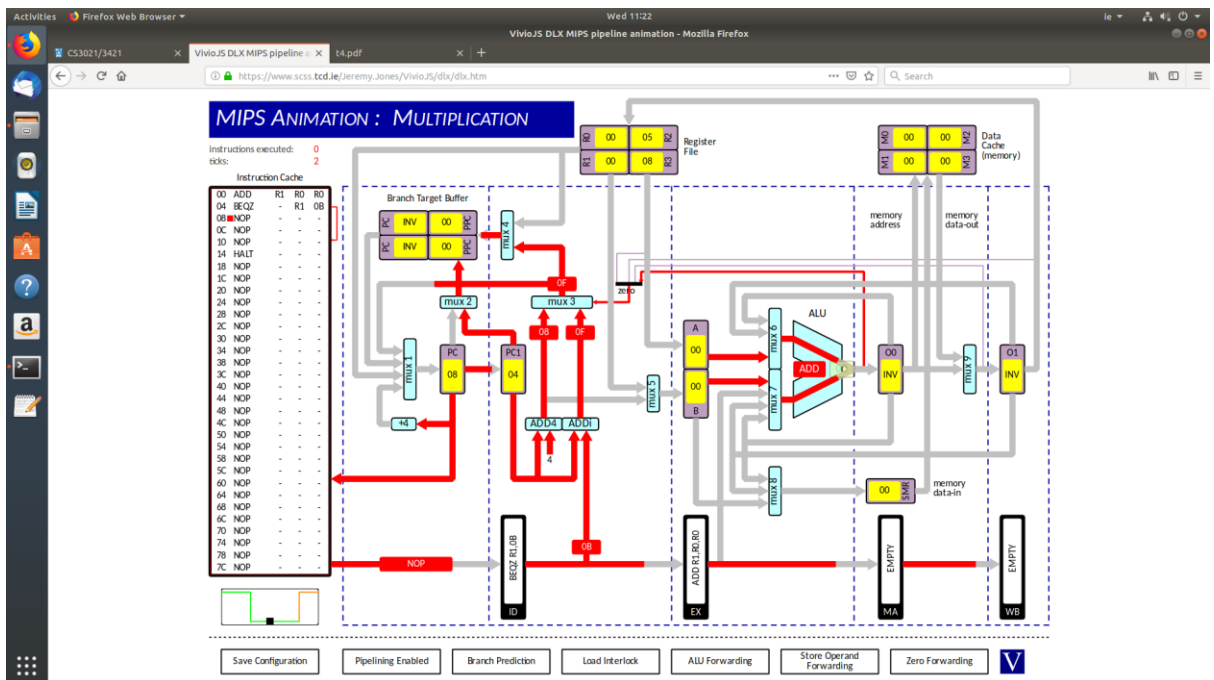 Activities Firefox Web Browser Wed 11:22 ie
VivioJS DLX MIPS pipeline animation - Mozilla Firefox
CS3021/3421 × VivioJS DLX MIPS pipeline a × t4.pdf × +
https://www.scss.tcd.ie/Jeremy.Jones/VivioJS/dlx/dlx.htm Search
MIPS ANIMATION : MULTIPLICATION
instructions executed: 0
ticks: 2
Instruction Cache
00 ADD R1 R0 R0
04 BEQZ - R1 0B
08 NOP - - -
0C NOP - - -
10 NOP - - -
14 HALT - - -
18 NOP - - -
1C NOP - - -
20 NOP - - -
24 NOP - - -
28 NOP - - -
2C NOP - - -
30 NOP - - -
34 NOP - - -
38 NOP - - -
3C NOP - - -
40 NOP - - -
44 NOP - - -
48 NOP - - -
4C NOP - - -
50 NOP - - -
54 NOP - - -
58 NOP - - -
5C NOP - - -
60 NOP - - -
64 NOP - - -
68 NOP - - -
6C NOP - - -
70 NOP - - -
74 NOP - - -
78 NOP - - -
7C NOP - - -
R0 00 05 R2
R1 00 08 R3
Register
File
M0 00 00 M2
M1 00 00 M3
Data
Cache
(memory)
Branch Target Buffer
PC INV 00 PPC
PC INV 00 PPC
mux 4
memory
address
memory
data-out
0F
zero
mux 2
mux 3
08
0F
mux 1
PC
08
PC1
04
+4
ADD4
ADDi
4
mux 5
A
00
00
B
mux 6
mux 7
ALU
ADD
O0
INV
mux 9
O1
INV
mux 8
00
SMR
memory
data-in
NOP
BEQZ R1,0B
ID
0B
ADD R1,R0,R0
EX
EMPTY
MA
EMPTY
WB
Save Configuration
Pipelining Enabled
Branch Prediction
Load Interlock
ALU Forwarding
Store Operand
Forwarding
Zero Forwarding
V